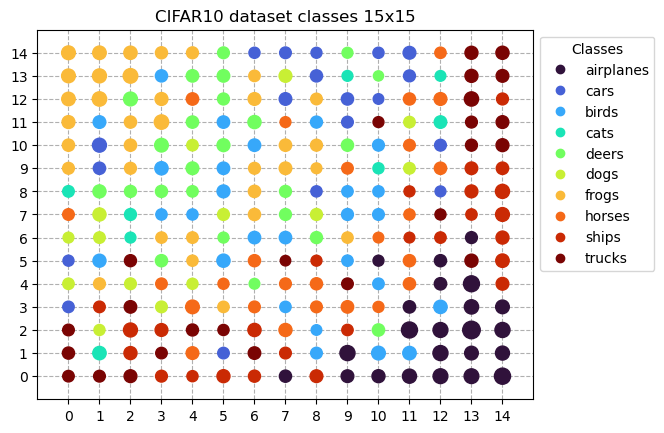 CIFAR10 dataset classes 15x15
14
13
12
11
10
9
8
7
6
5
4
3
2
1
0
0 1 2 3 4 5 6 7 8 9 10 11 12 13 14
Classes
airplanes
cars
birds
cats
deers
dogs
frogs
horses
ships
trucks